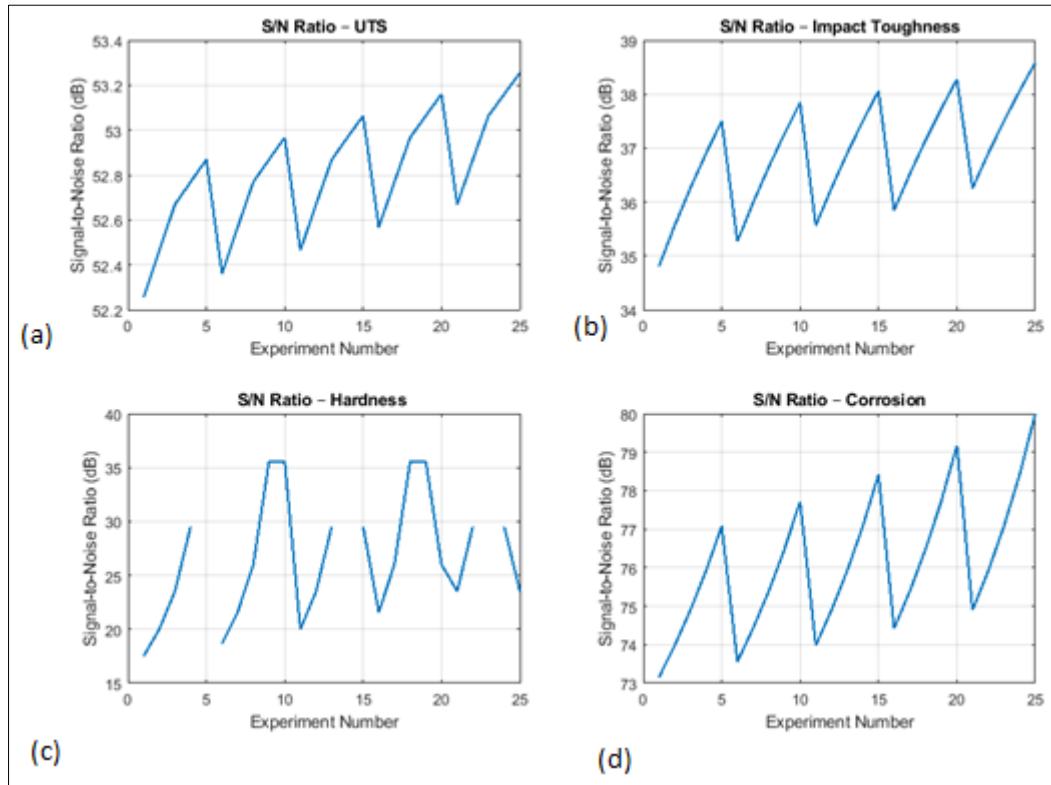 S/N Ratio – UTS
53.4
53.2
53
52.8
52.6
52.4
52.2
Signal-to-Noise Ratio (dB)
0 5 10 15 20 25
Experiment Number
(a)
S/N Ratio – Impact Toughness
39
38
37
36
35
34
Signal-to-Noise Ratio (dB)
0 5 10 15 20 25
Experiment Number
(b)
S/N Ratio – Hardness
40
35
30
25
20
15
Signal-to-Noise Ratio (dB)
0 5 10 15 20 25
Experiment Number
(c)
S/N Ratio – Corrosion
80
79
78
77
76
75
74
73
Signal-to-Noise Ratio (dB)
0 5 10 15 20 25
Experiment Number
(d)